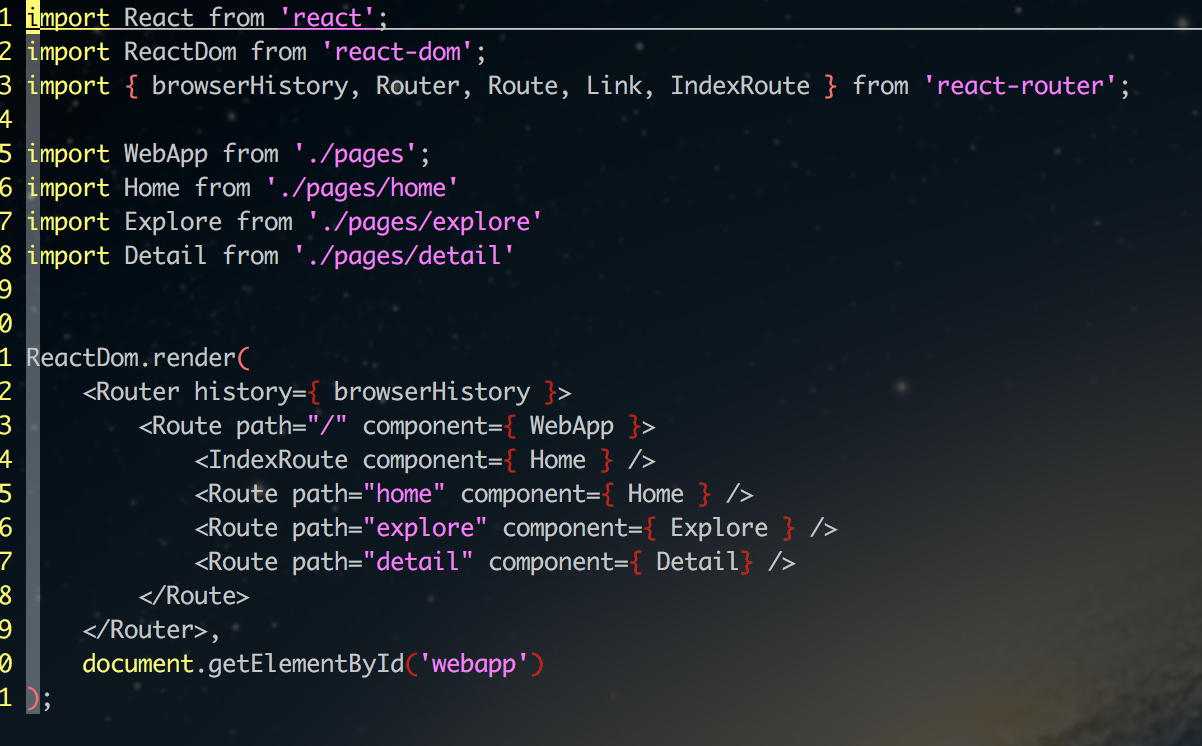 1 import React from 'react';
2 import ReactDom from 'react-dom';
3 import { browserHistory, Router, Route, Link, IndexRoute } from 'react-router';
4
5 import WebApp from './pages';
6 import Home from './pages/home'
7 import Explore from './pages/explore'
8 import Detail from './pages/detail'
9
0
1 ReactDom.render(
2     <Router history={ browserHistory }>
3         <Route path="/" component={ WebApp }>
4             <IndexRoute component={ Home } />
5             <Route path="home" component={ Home } />
6             <Route path="explore" component={ Explore } />
7             <Route path="detail" component={ Detail} />
8         </Route>
9     </Router>,
0     document.getElementById('webapp')
1 );